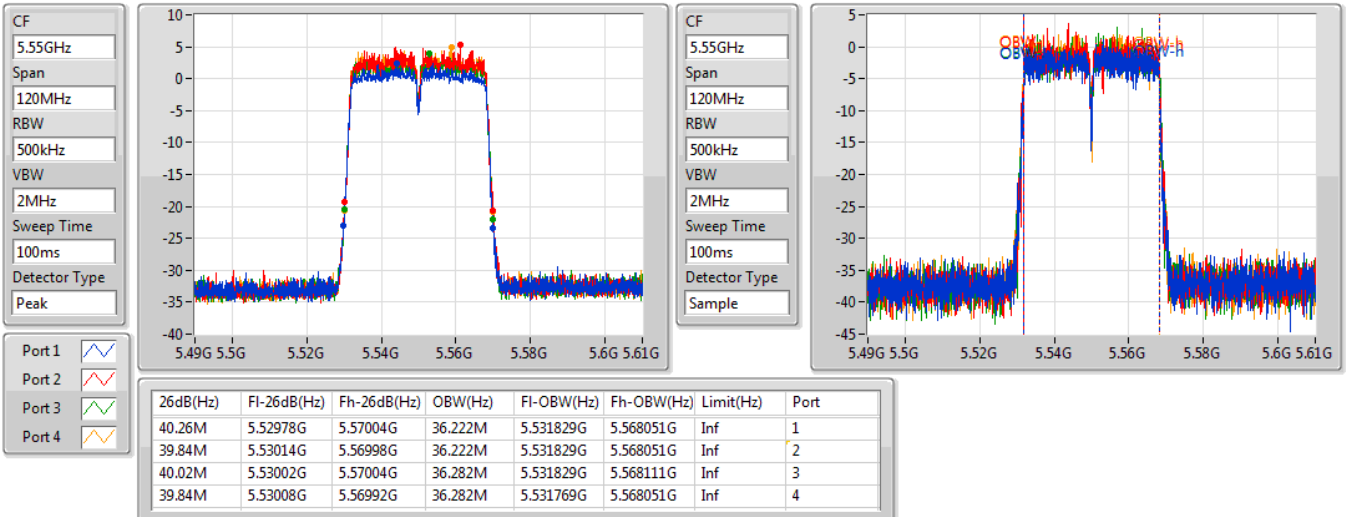 CF
5.55GHz
Span
120MHz
RBW
500kHz
VBW
2MHz
Sweep Time
100ms
Detector Type
Peak
10
5
0
-5
-10
-15
-20
-25
-30
-35
-40
5.49G 5.5G 5.52G 5.54G 5.56G 5.58G 5.6G 5.61G
CF
5.55GHz
Span
120MHz
RBW
500kHz
VBW
2MHz
Sweep Time
100ms
Detector Type
Sample
5
0
-5
-10
-15
-20
-25
-30
-35
-40
-45
5.49G 5.5G 5.52G 5.54G 5.56G 5.58G 5.6G 5.61G
Port 1
Port 2
Port 3
Port 4
26dB(Hz) Fl-26dB(Hz) Fh-26dB(Hz) OBW(Hz) Fl-OBW(Hz) Fh-OBW(Hz) Limit(Hz) Port
40.26M 5.52978G 5.57004G 36.222M 5.531829G 5.568051G Inf 1
39.84M 5.53014G 5.56998G 36.222M 5.531829G 5.568051G Inf 2
40.02M 5.53002G 5.57004G 36.282M 5.531829G 5.568111G Inf 3
39.84M 5.53008G 5.56992G 36.282M 5.531769G 5.568051G Inf 4